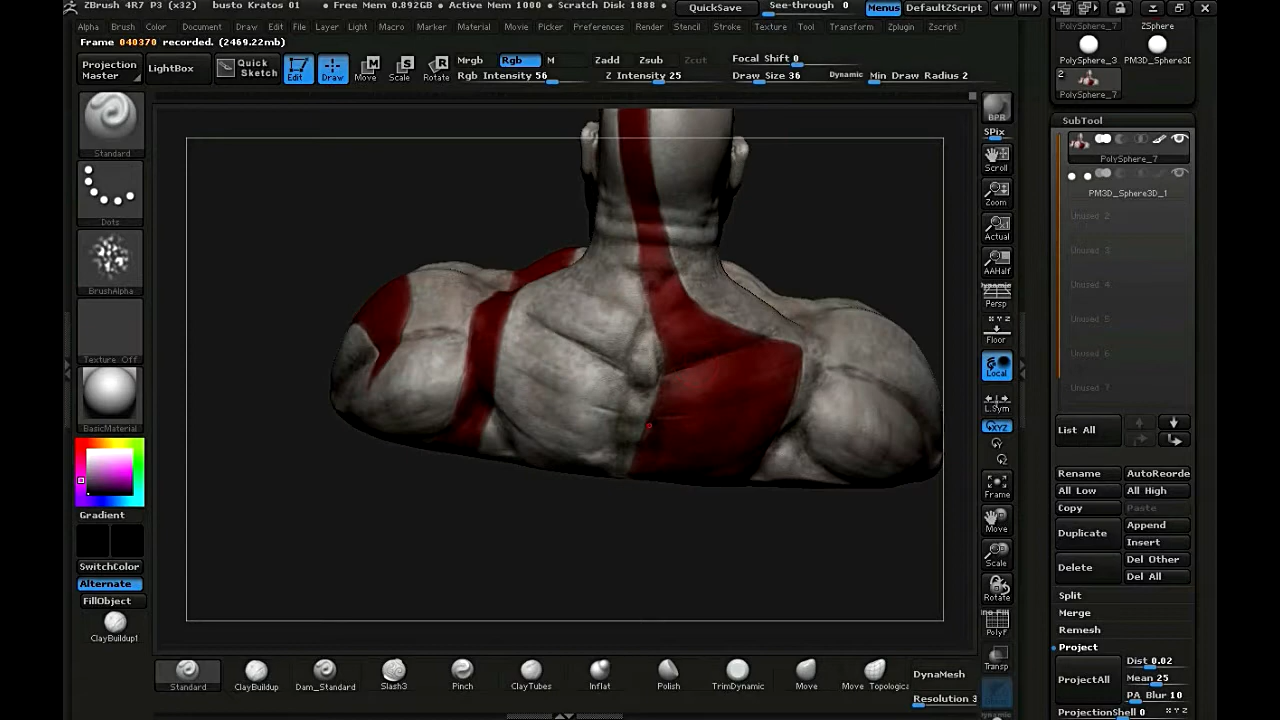 ZBrush 4R7 P3 (x32) busto Kratos 01 • Free Mem 0.892GB • Active Mem 1000 • Scratch Disk 1888 • QuickSave See-through 0 Menus DefaultZScript
Alpha Brush Color Document Draw Edit File Layer Light Macro Marker Material Movie Picker Preferences Render Stencil Stroke Texture Tool Transform Zplugin Zscript
Frame 040370 recorded. (2469.22mb)
Projection Master
LightBox
Quick Sketch
Edit
Draw
Move
Scale
Rotate
Mrgb Rgb M
Rgb Intensity 56
Zadd Zsub Zcut
Z Intensity 25
Focal Shift 0
Draw Size 36 Dynamic Min Draw Radius 2
PolySphere_7 ZSphere
PolySphere_3 PM3D_Sphere3D
2
PolySphere_7
SubTool
PolySphere_7
PM3D_Sphere3D_1
Unused 2
Unused 3
Unused 4
Unused 5
Unused 6
Unused 7
List All
Rename AutoReorde
All Low All High
Copy Paste
Duplicate Append
Insert
Delete Del Other
Del All
Split
Merge
Remesh
Project
ProjectAll Dist 0.02
Mean 25
PA Blur 10
ProjectionShell 0 X Y Z
Standard
Dots
BrushAlpha
Texture Off
BasicMaterial
Gradient
SwitchColor
Alternate
FillObject
ClayBuildup1
BPR
SPix
Scroll
Zoom
Actual
AAHalf
Dynamic
Persp
X Y Z
Floor
Local
L.Sym
XYZ
Frame
Move
Scale
Rotate
PolyF
Transp
Standard ClayBuildup Dam_Standard Slash3 Pinch ClayTubes Inflat Polish TrimDynamic Move Move Topologica
DynaMesh
Resolution 3